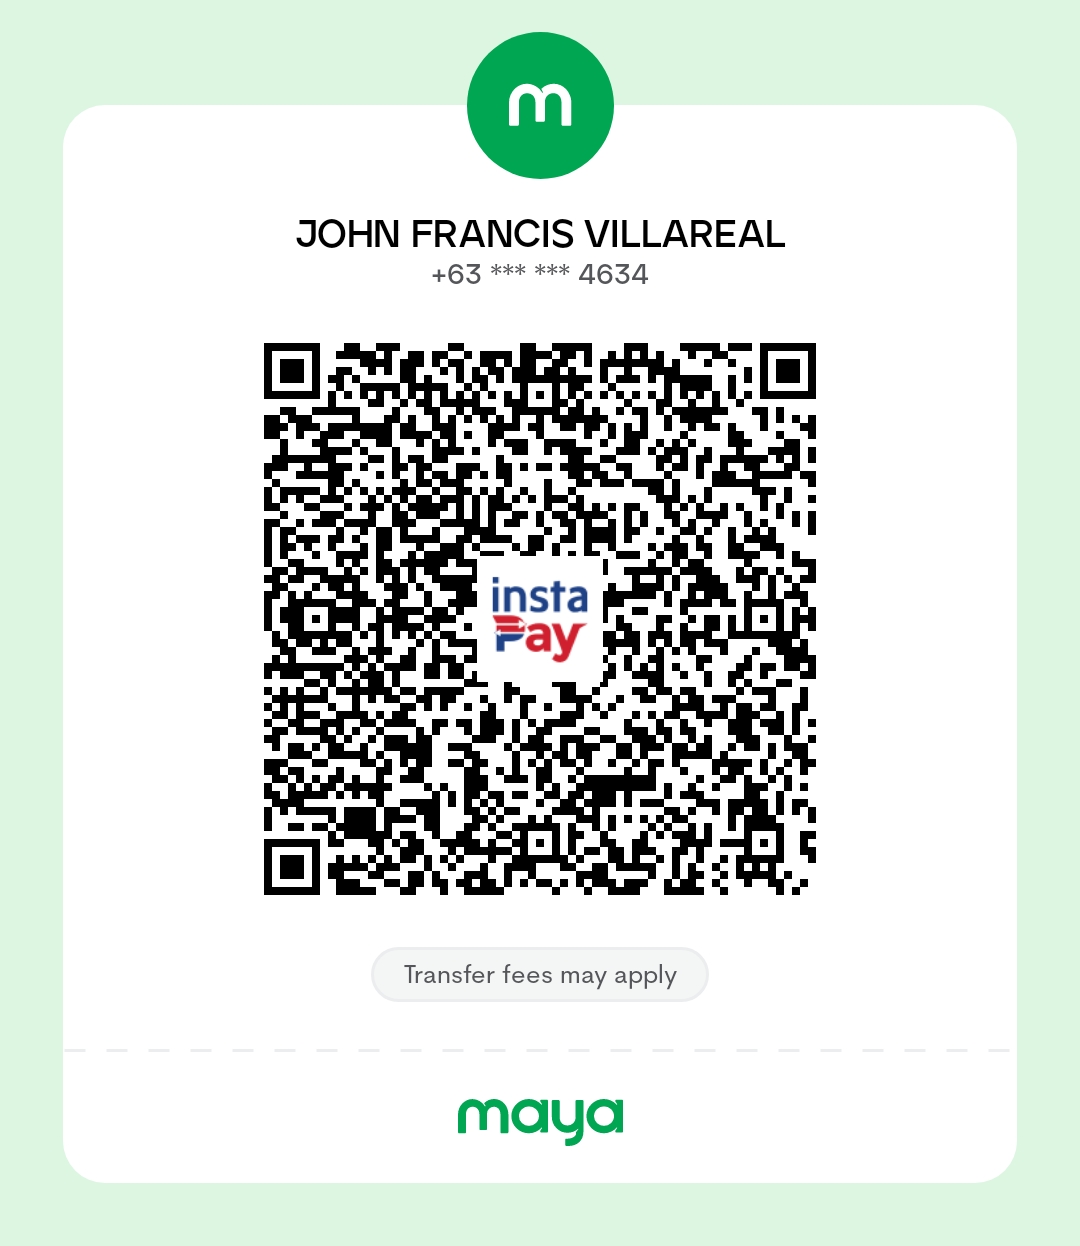 m
JOHN FRANCIS VILLAREAL
+63 *** *** 4634
insta
Pay
Transfer fees may apply
maya